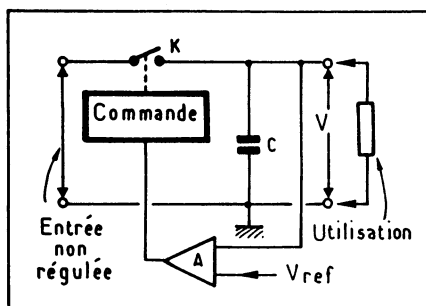 K
Commande
C
V
Entrée
non
régulée
A
Vref
Utilisation